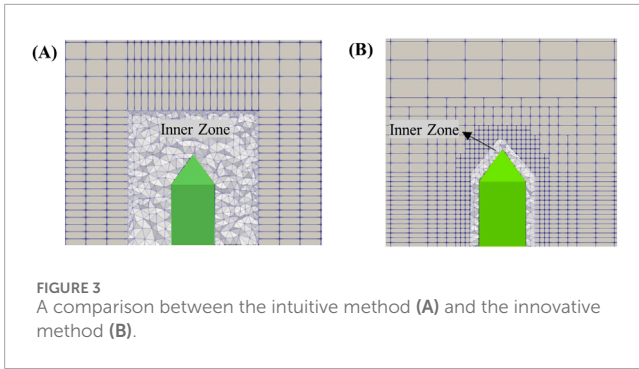 (A)
Inner Zone
(B)
Inner Zone
FIGURE 3
A comparison between the intuitive method (A) and the innovative
method (B).